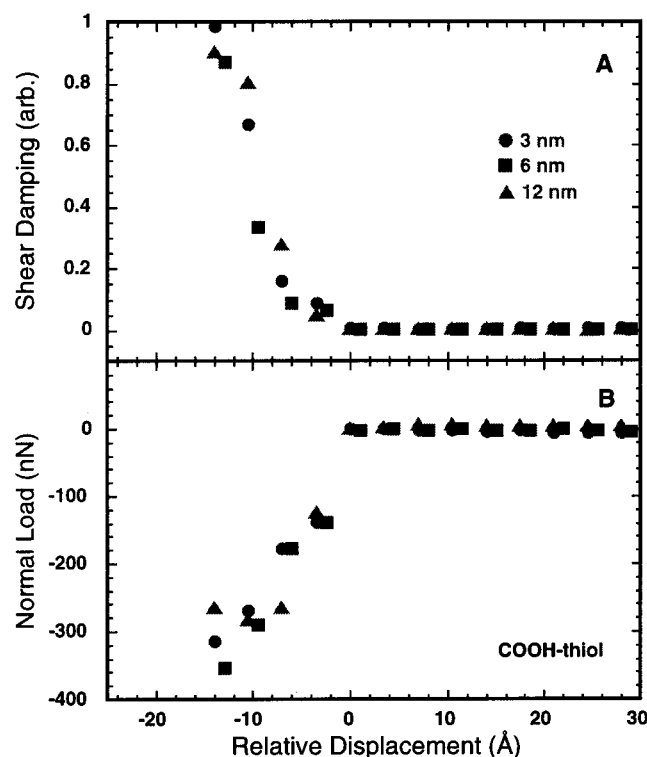 1
0.8
0.6
0.4
0.2
0
Shear Damping (arb.)
A
3 nm
6 nm
12 nm
0
-100
-200
-300
-400
Normal Load (nN)
B
COOH-thiol
-20 -10 0 10 20 30
Relative Displacement (Å)